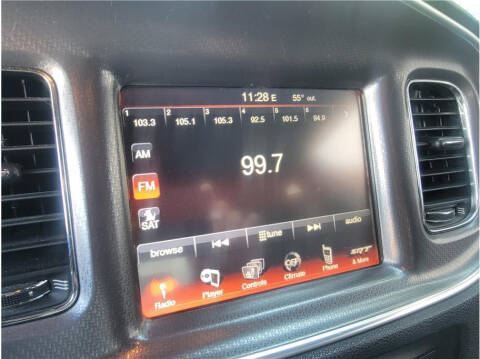 11:28 E 55° out.
1 2 3 4 5 6
103.3 105.1 105.3 92.5 101.5 94.9
AM
99.7
FM
SAT
browse tune audio
Radio Player Controls OFF Climate Phone SRT & More